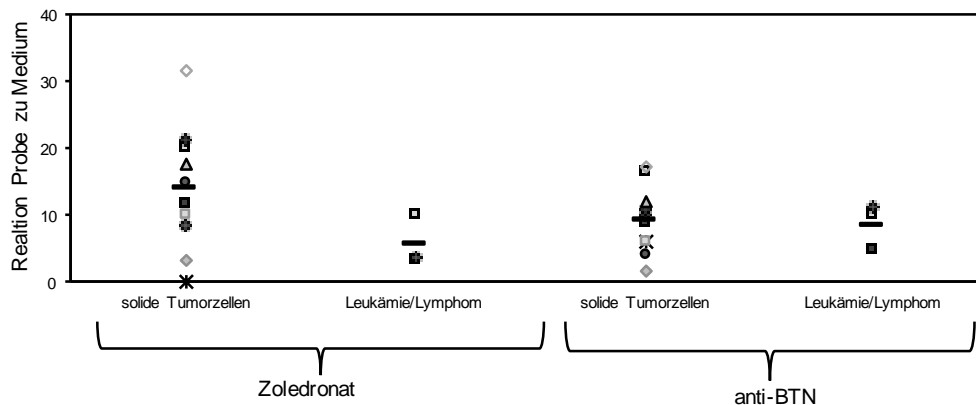 40
30
20
10
0
Realtion Probe zu Medium
solide Tumorzellen
Leukämie/Lymphom
solide Tumorzellen
Leukämie/Lymphom
Zoledronat
anti-BTN